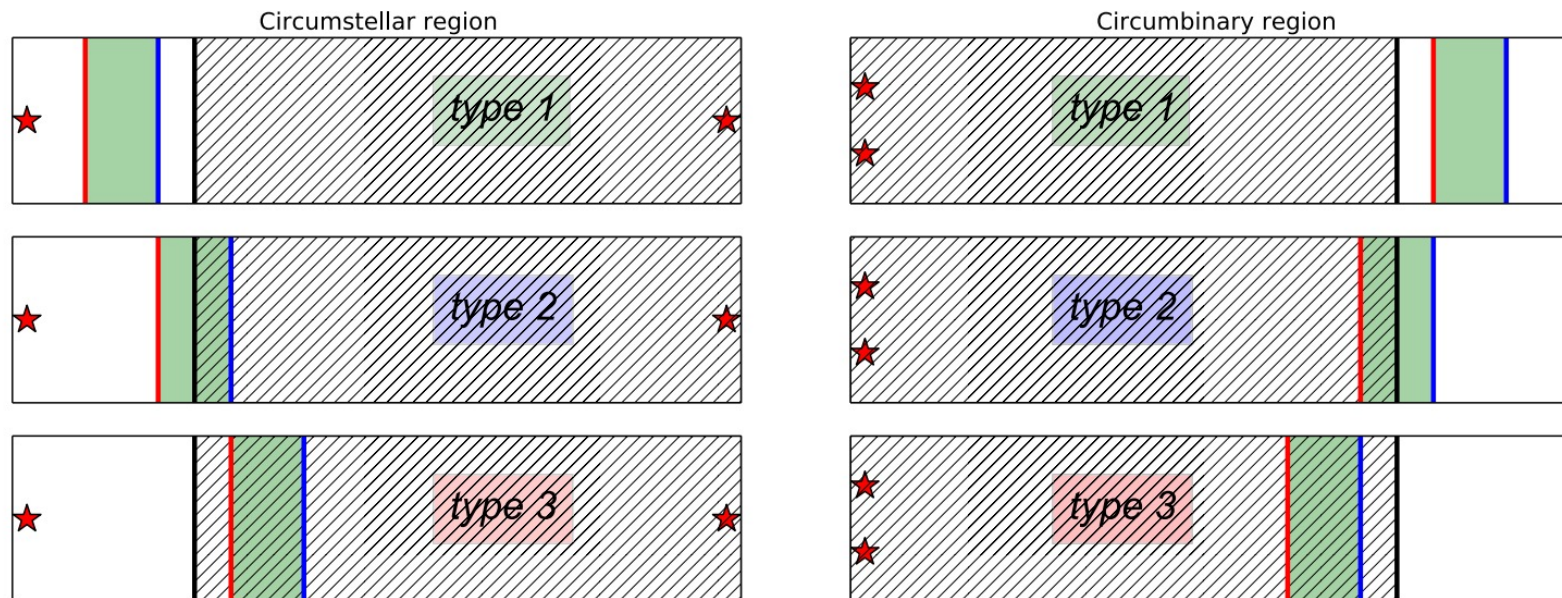 Circumstellar region
type 1
type 2
type 3
Circumbinary region
type 1
type 2
type 3